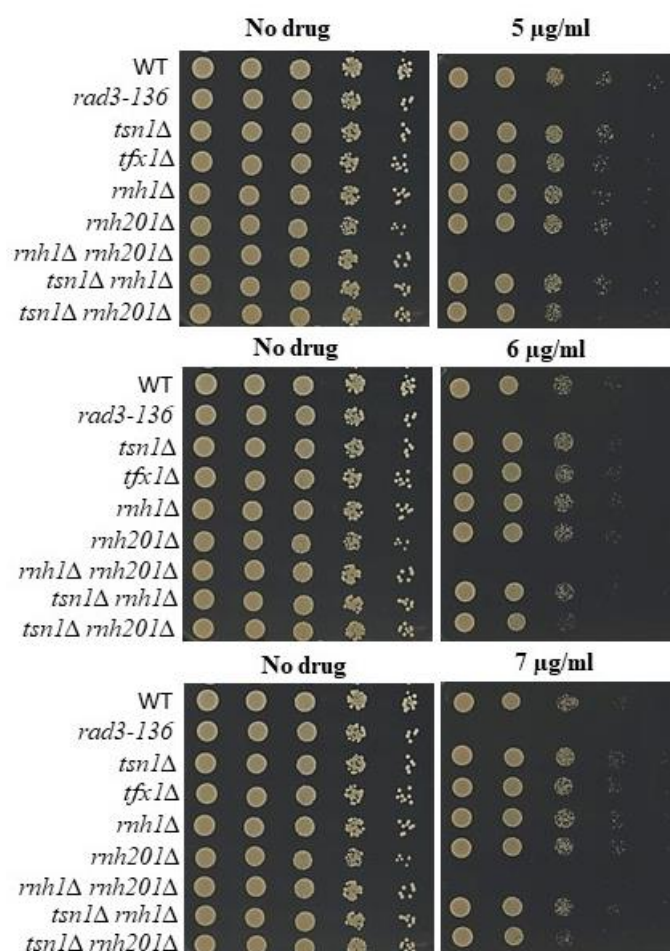 No drug 5 µg/ml
WT
rad3-136
tsn1Δ
tfx1Δ
rnh1Δ
rnh201Δ
rnh1Δ rnh201Δ
tsn1Δ rnh1Δ
tsn1Δ rnh201Δ
No drug 6 µg/ml
WT
rad3-136
tsn1Δ
tfx1Δ
rnh1Δ
rnh201Δ
rnh1Δ rnh201Δ
tsn1Δ rnh1Δ
tsn1Δ rnh201Δ
No drug 7 µg/ml
WT
rad3-136
tsn1Δ
tfx1Δ
rnh1Δ
rnh201Δ
rnh1Δ rnh201Δ
tsn1Δ rnh1Δ
tsn1Δ rnh201Δ